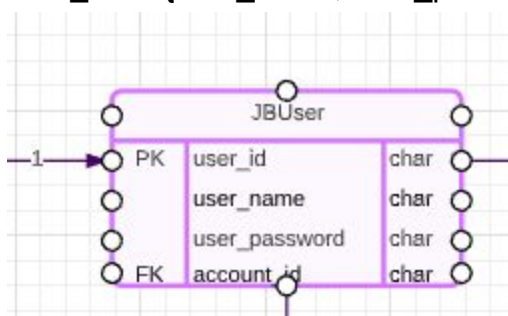 JBUser
1 PK user_id char
user_name char
user_password char
FK account_id char